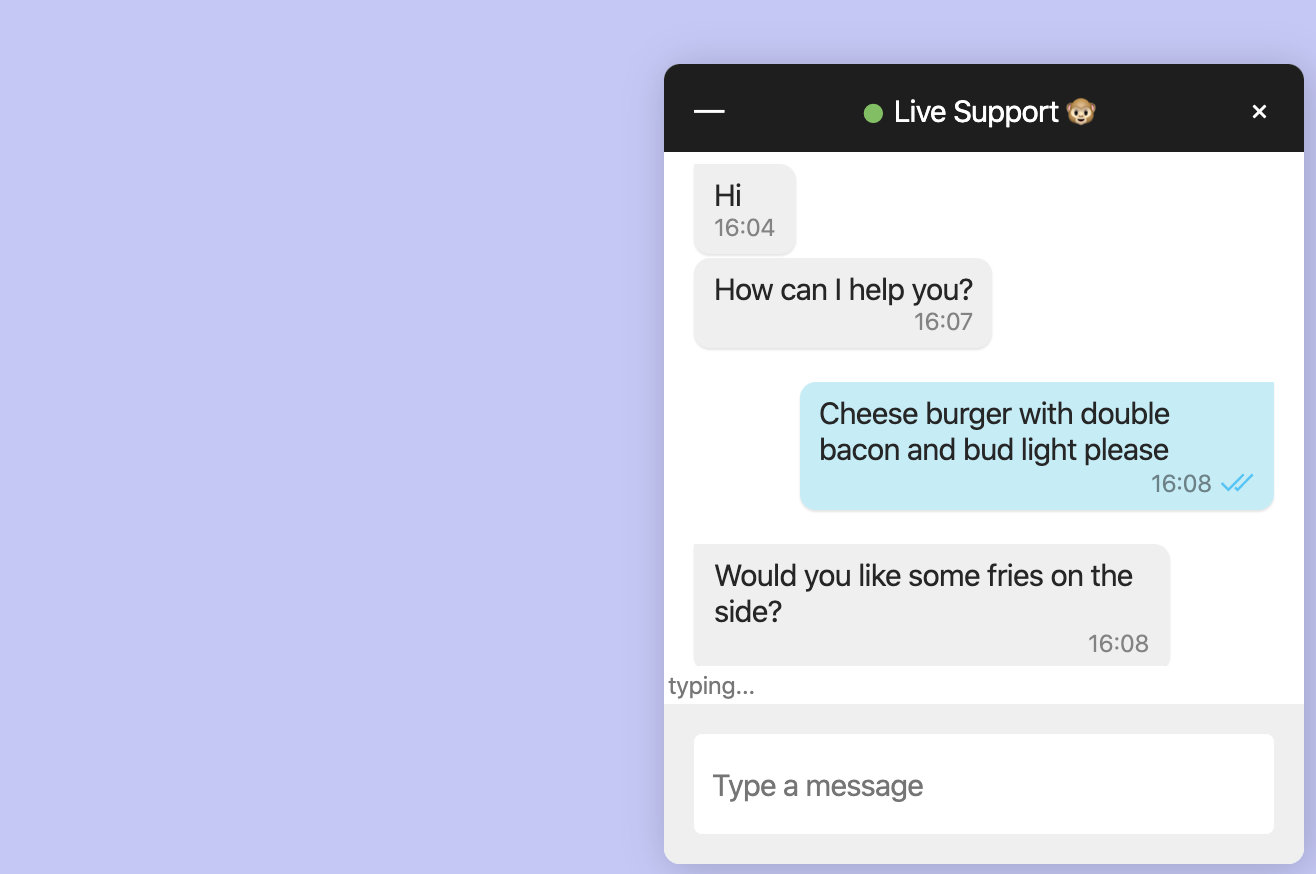 Live Support 🐵
Hi
16:04
How can I help you?
16:07
Cheese burger with double
bacon and bud light please
16:08
Would you like some fries on the
side?
16:08
typing...
Type a message